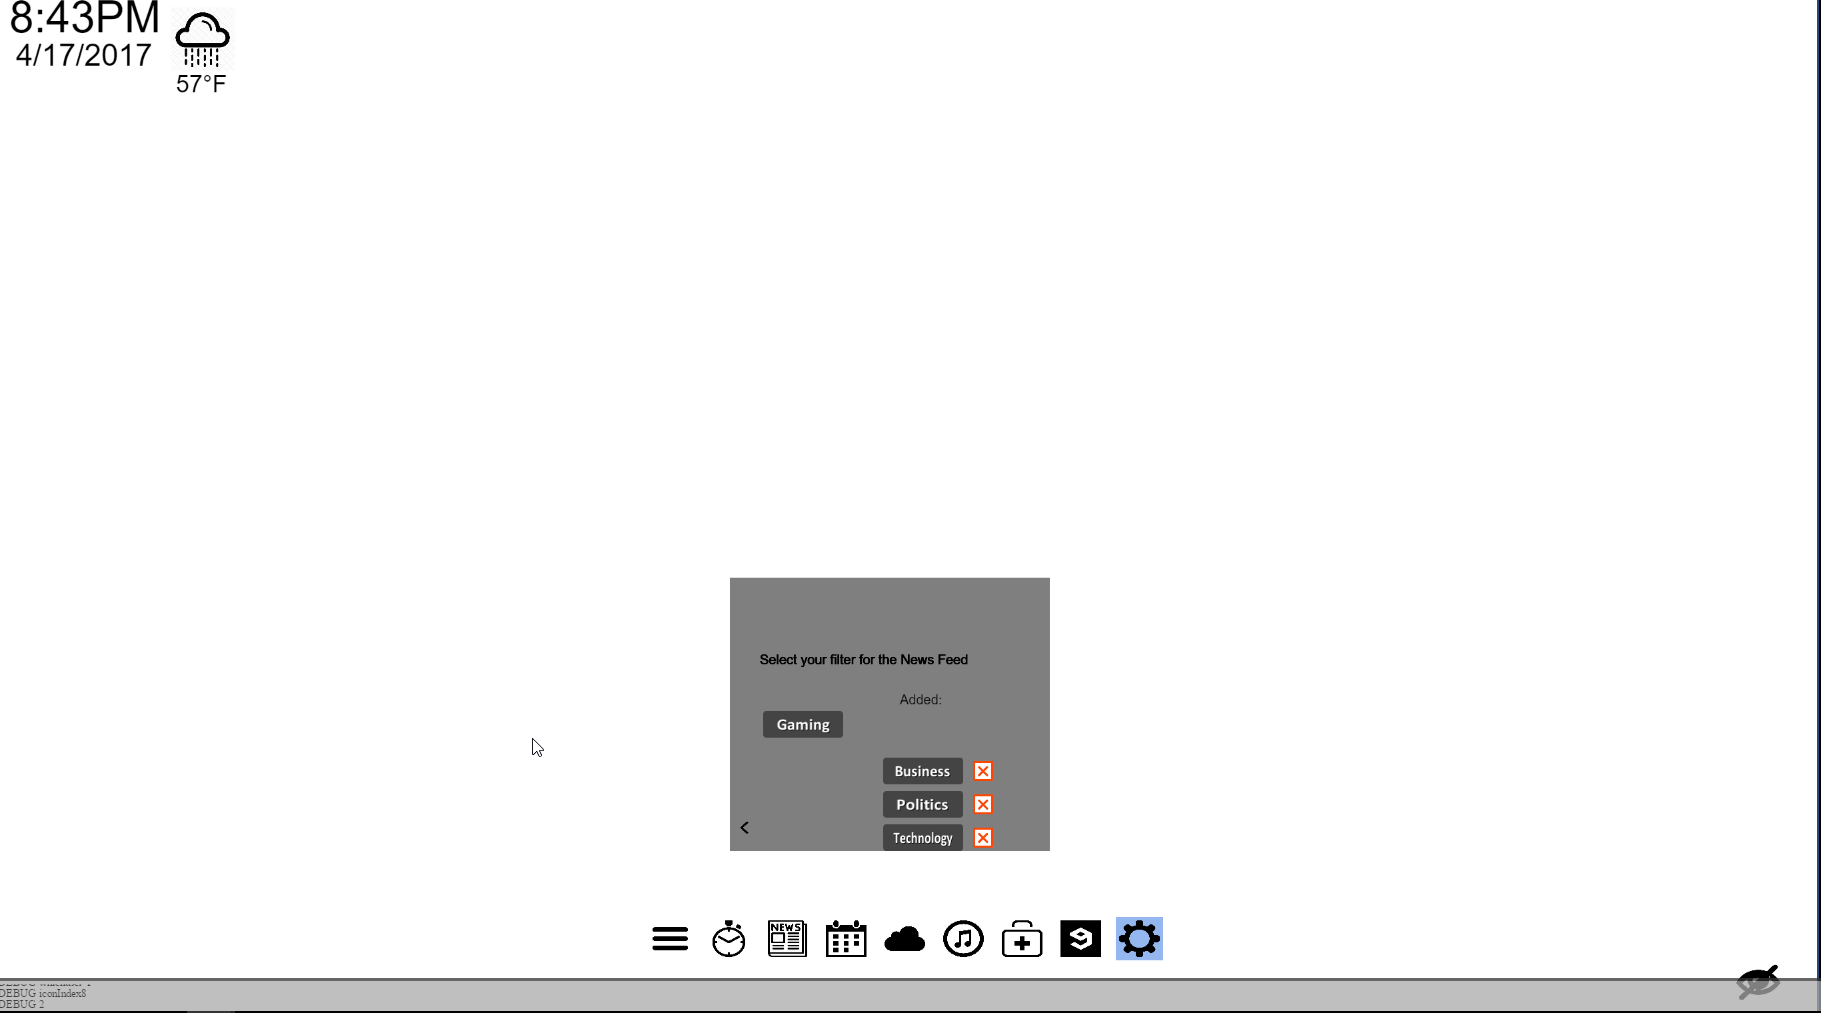 8:43PM
4/17/2017
57°F
Select your filter for the News Feed
Added:
Gaming
Business
Politics
Technology
NEWS
DEBUG iconIndex8
DEBUG 2